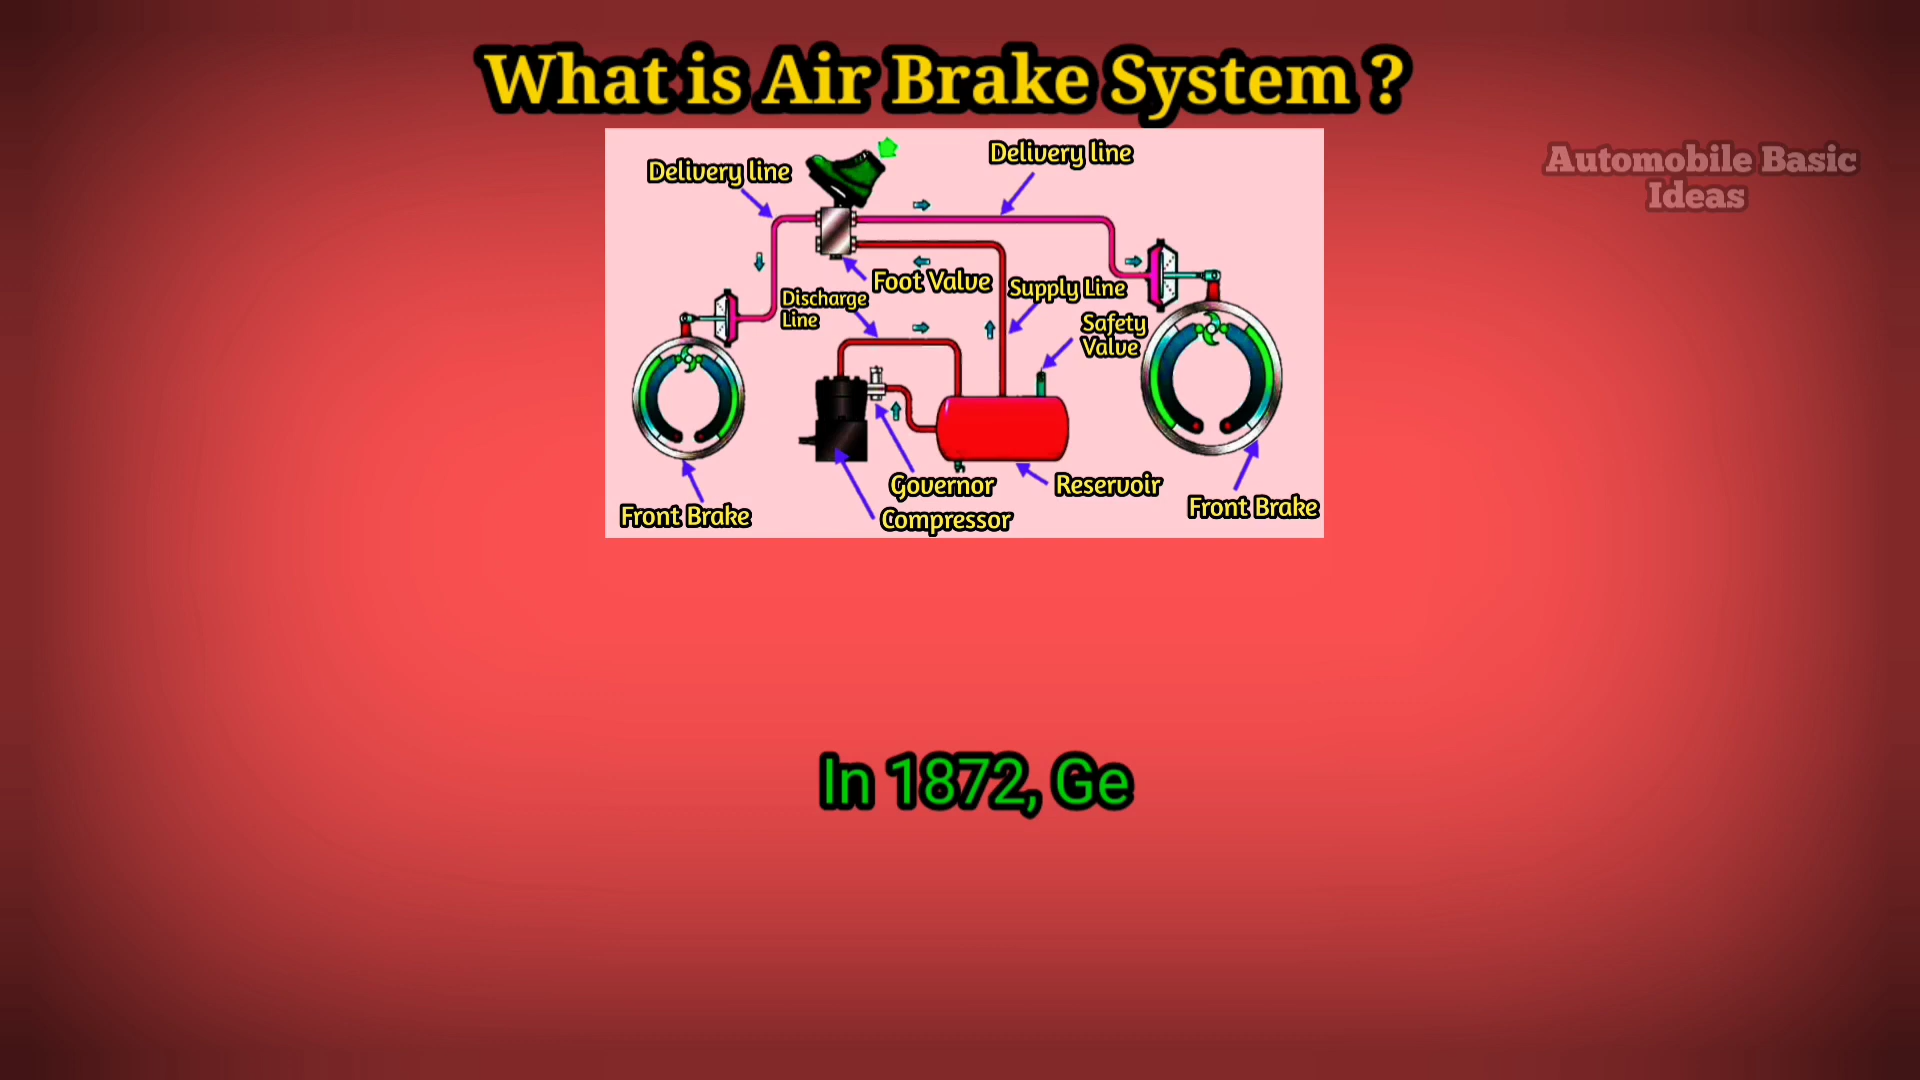 What is Air Brake System ?
Automobile Basic
Ideas
Delivery line
Delivery line
Foot Valve
Supply Line
Discharge
Line
Safety
Valve
Governor
Reservoir
Compressor
Front Brake
Front Brake
In 1872, Ge